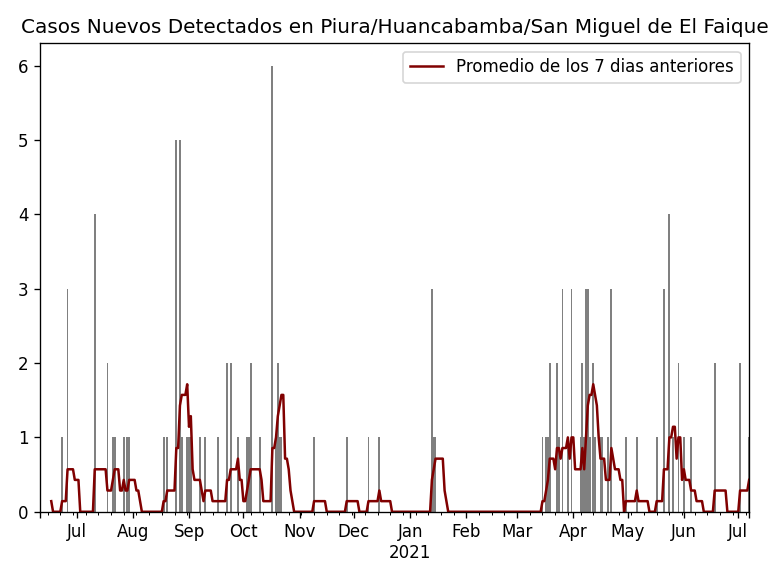 Casos Nuevos Detectados en Piura/Huancabamba/San Miguel de El Faique
Promedio de los 7 dias anteriores
6
5
4
3
2
1
0
Jul Aug Sep Oct Nov Dec Jan Feb Mar Apr May Jun Jul
2021